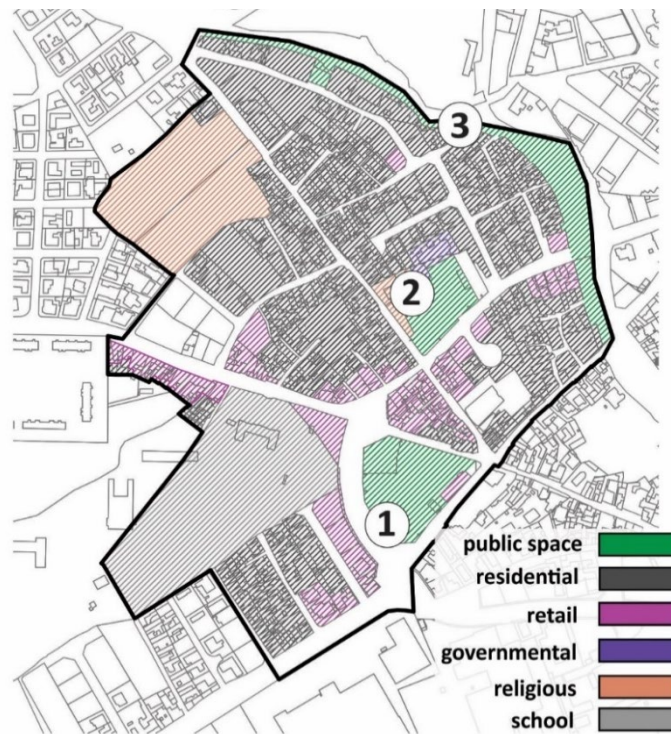 3
2
1
public space
residential
retail
governmental
religious
school